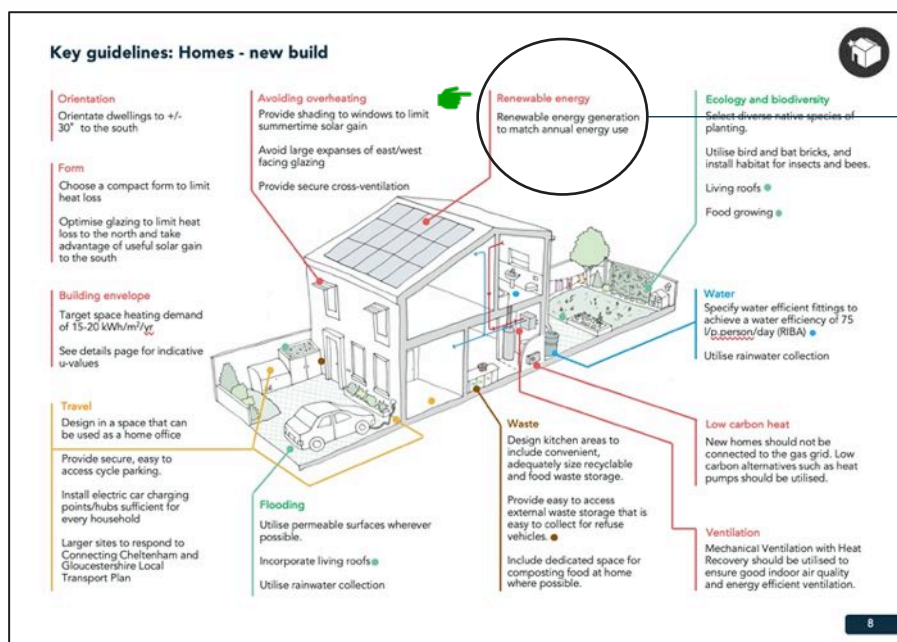 Key guidelines: Homes - new build
Orientation
Orientate dwellings to +/-
30° to the south
Form
Choose a compact form to limit
heat loss
Optimise glazing to limit heat
loss to the north and take
advantage of useful solar gain
to the south
Building envelope
Target space heating demand
of 15-20 kWh/m²/yr
See details page for indicative
u-values
Travel
Design in a space that can
be used as a home office
Provide secure, easy to
access cycle parking.
Install electric car charging
points/hubs sufficient for
every household
Larger sites to respond to
Connecting Cheltenham and
Gloucestershire Local
Transport Plan
Avoiding overheating
Provide shading to windows to limit
summertime solar gain
Avoid large expanses of east/west
facing glazing
Provide secure cross-ventilation
Flooding
Utilise permeable surfaces wherever
possible.
Incorporate living roofs
Utilise rainwater collection
Renewable energy
Renewable energy generation
to match annual energy use
Waste
Design kitchen areas to
include convenient,
adequately size recyclable
and food waste storage.
Provide easy to access
external waste storage that is
easy to collect for refuse
vehicles.
Include dedicated space for
composting food at home
where possible.
Ecology and biodiversity
Select diverse native species of
planting.
Utilise bird and bat bricks, and
install habitat for insects and bees.
Living roofs
Food growing
Water
Specify water efficient fittings to
achieve a water efficiency of 75
l/p.person/day (RIBA)
Utilise rainwater collection
Low carbon heat
New homes should not be
connected to the gas grid. Low
carbon alternatives such as heat
pumps should be utilised.
Ventilation
Mechanical Ventilation with Heat
Recovery should be utilised to
ensure good indoor air quality
and energy efficient ventilation.
8